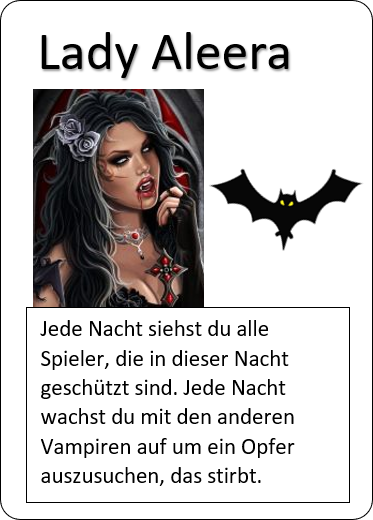 Lady Aleera
Jede Nacht siehst du alle
Spieler, die in dieser Nacht
geschützt sind. Jede Nacht
wachst du mit den anderen
Vampiren auf um ein Opfer
auszusuchen, das stirbt.